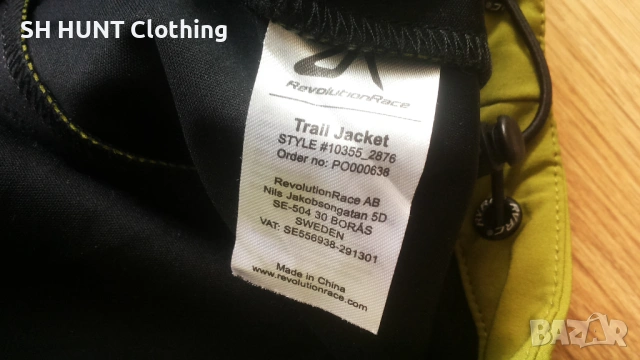 SH HUNT Clothing
RevolutionRace
Trail Jacket
STYLE #10355_2876
Order no: PO000638
RevolutionRace AB
Nils Jakobsongatan 5D
SE-504 30 BORÅS
SWEDEN
VAT: SE556938-291301
Made in China
www.revolutionrace.com
BAZAR